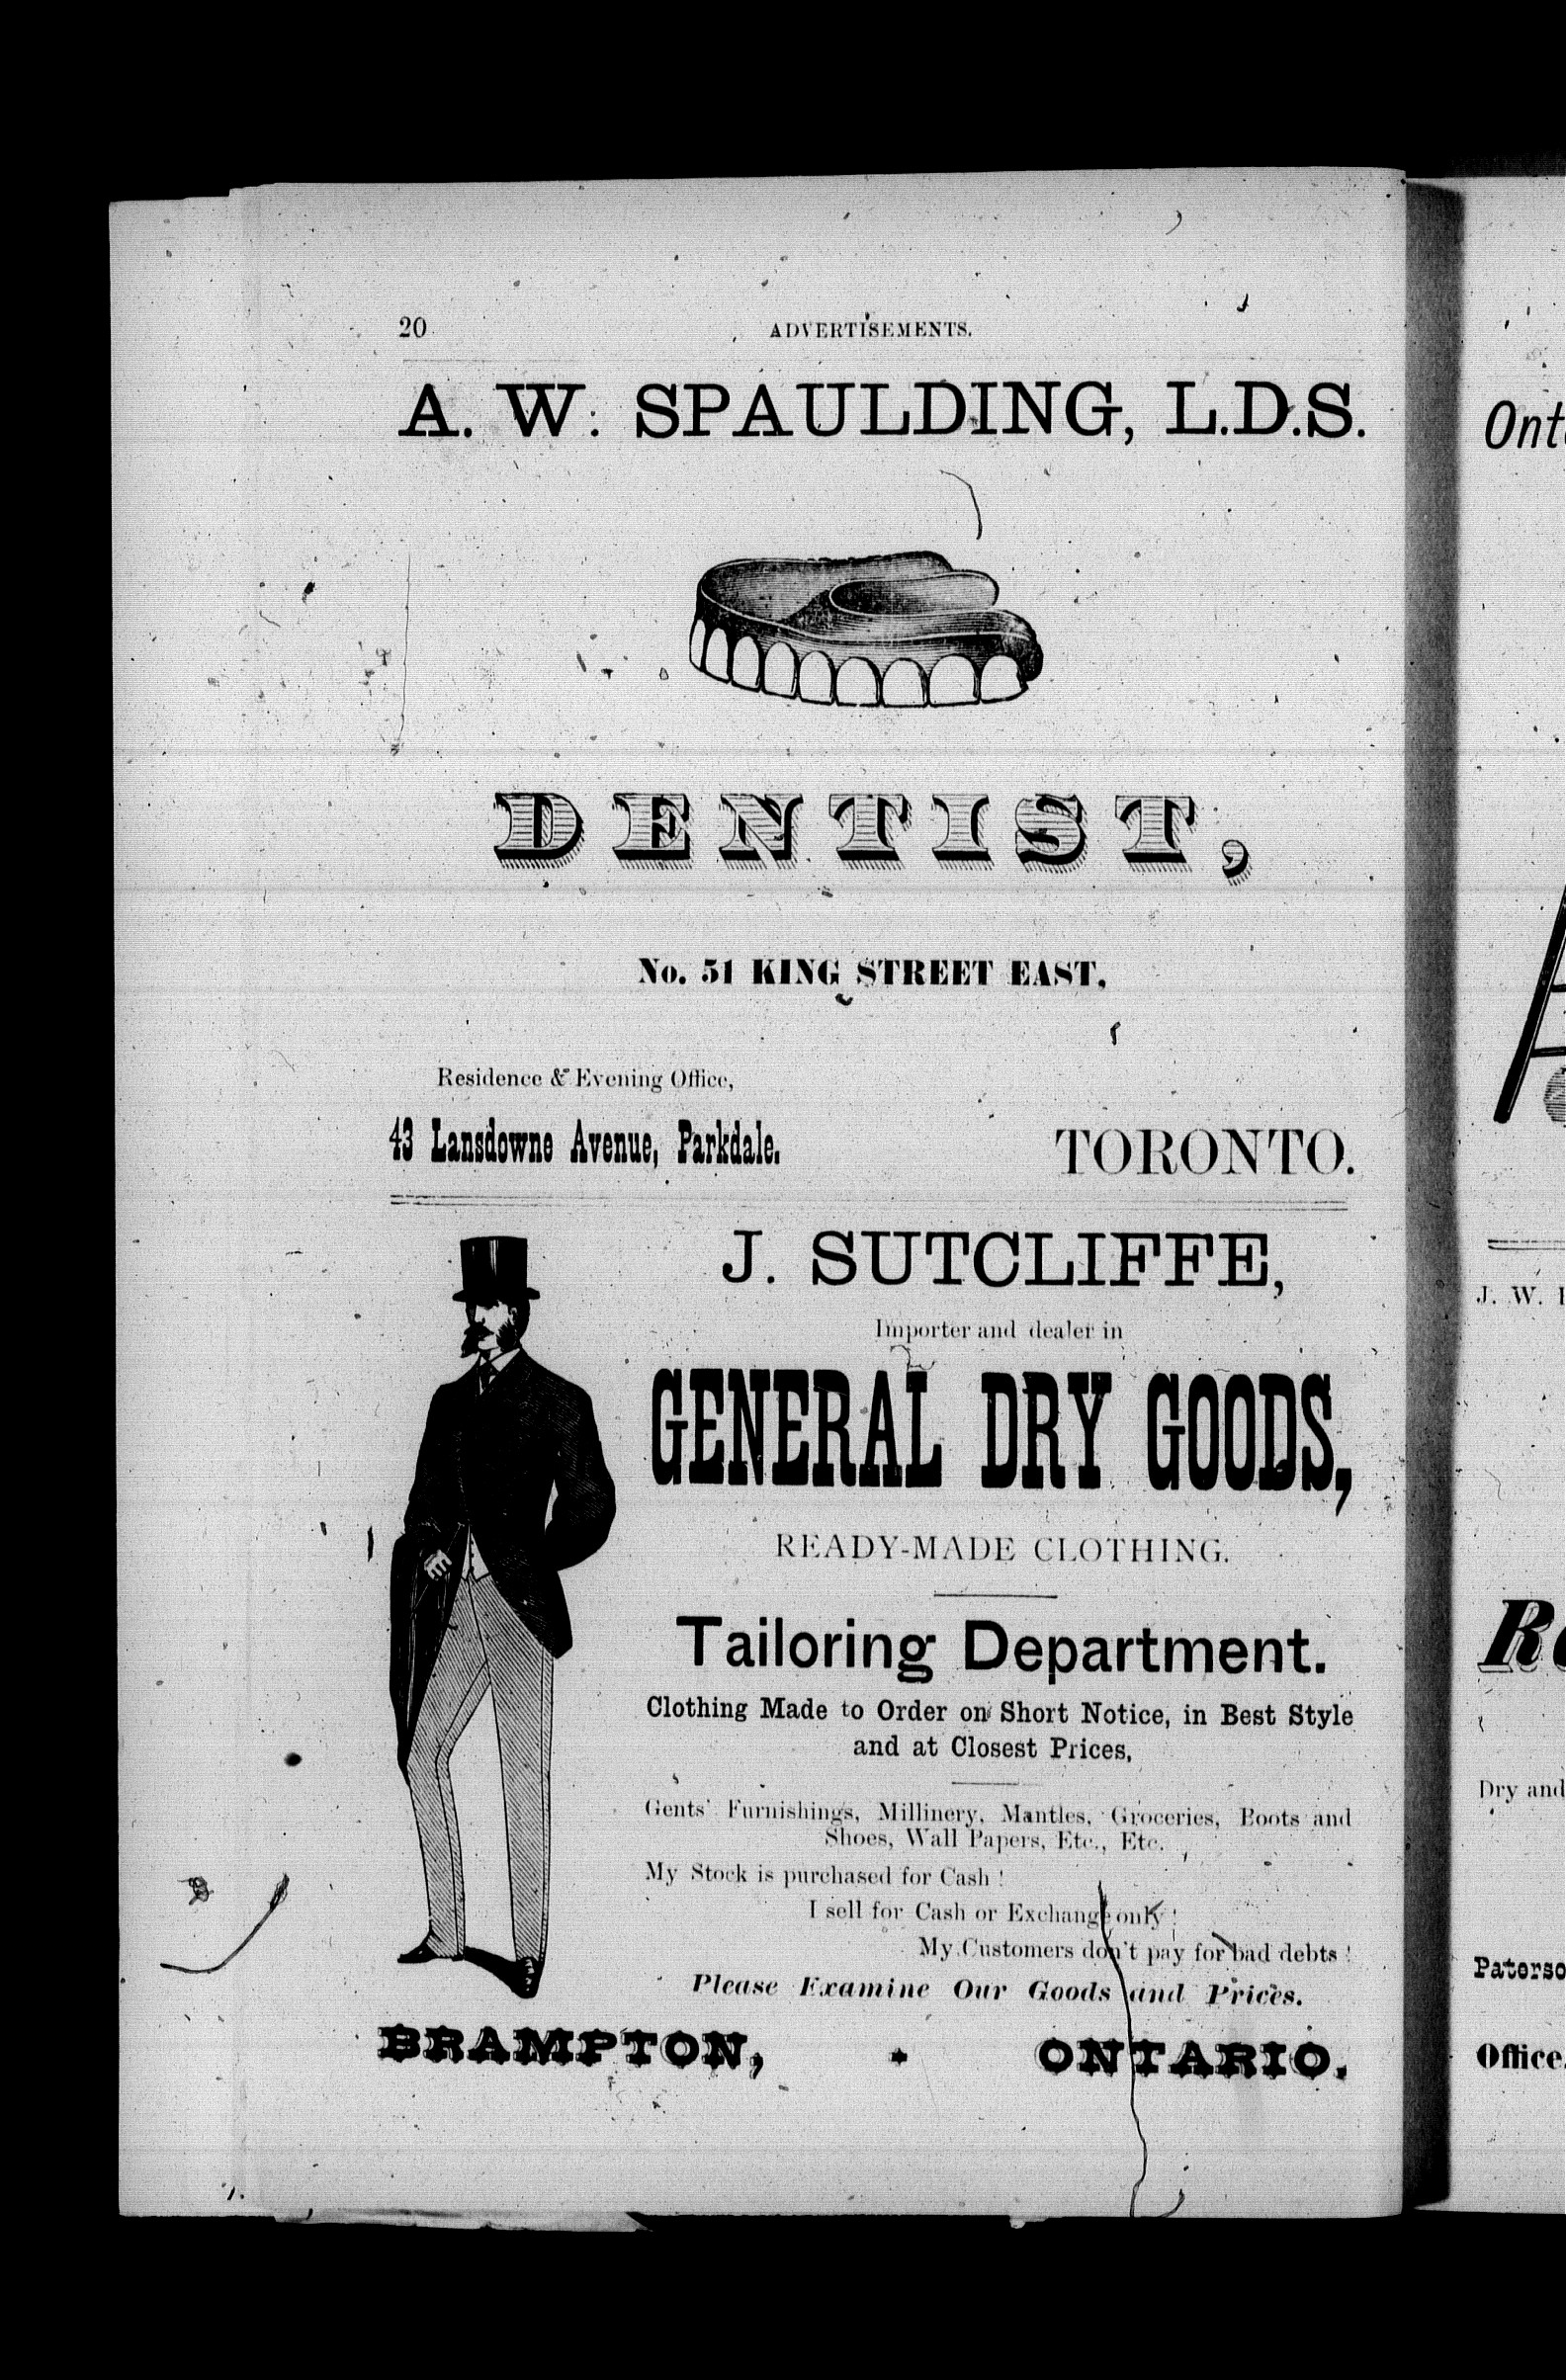 20
ADVERTISEMENTS.
A. W. SPAULDING, L.D.S.
DENTIST,
No. 51 KING STREET EAST,
Residence & Evening Office,
43 Lansdowne Avenue, Parkdale.
TORONTO.
J. SUTCLIFFE,
Importer and dealer in
GENERAL DRY GOODS,
READY-MADE CLOTHING.
Tailoring Department.
Clothing Made to Order on Short Notice, in Best Style
and at Closest Prices,
Gents' Furnishings, Millinery, Mantles, Groceries, Boots and
Shoes, Wall Papers, Etc., Etc.
My Stock is purchased for Cash !
I sell for Cash or Exchange only !
My Customers don't pay for bad debts !
Please Examine Our Goods and Prices.
BRAMPTON, - ONTARIO.
J. W.
Dry and
Office,